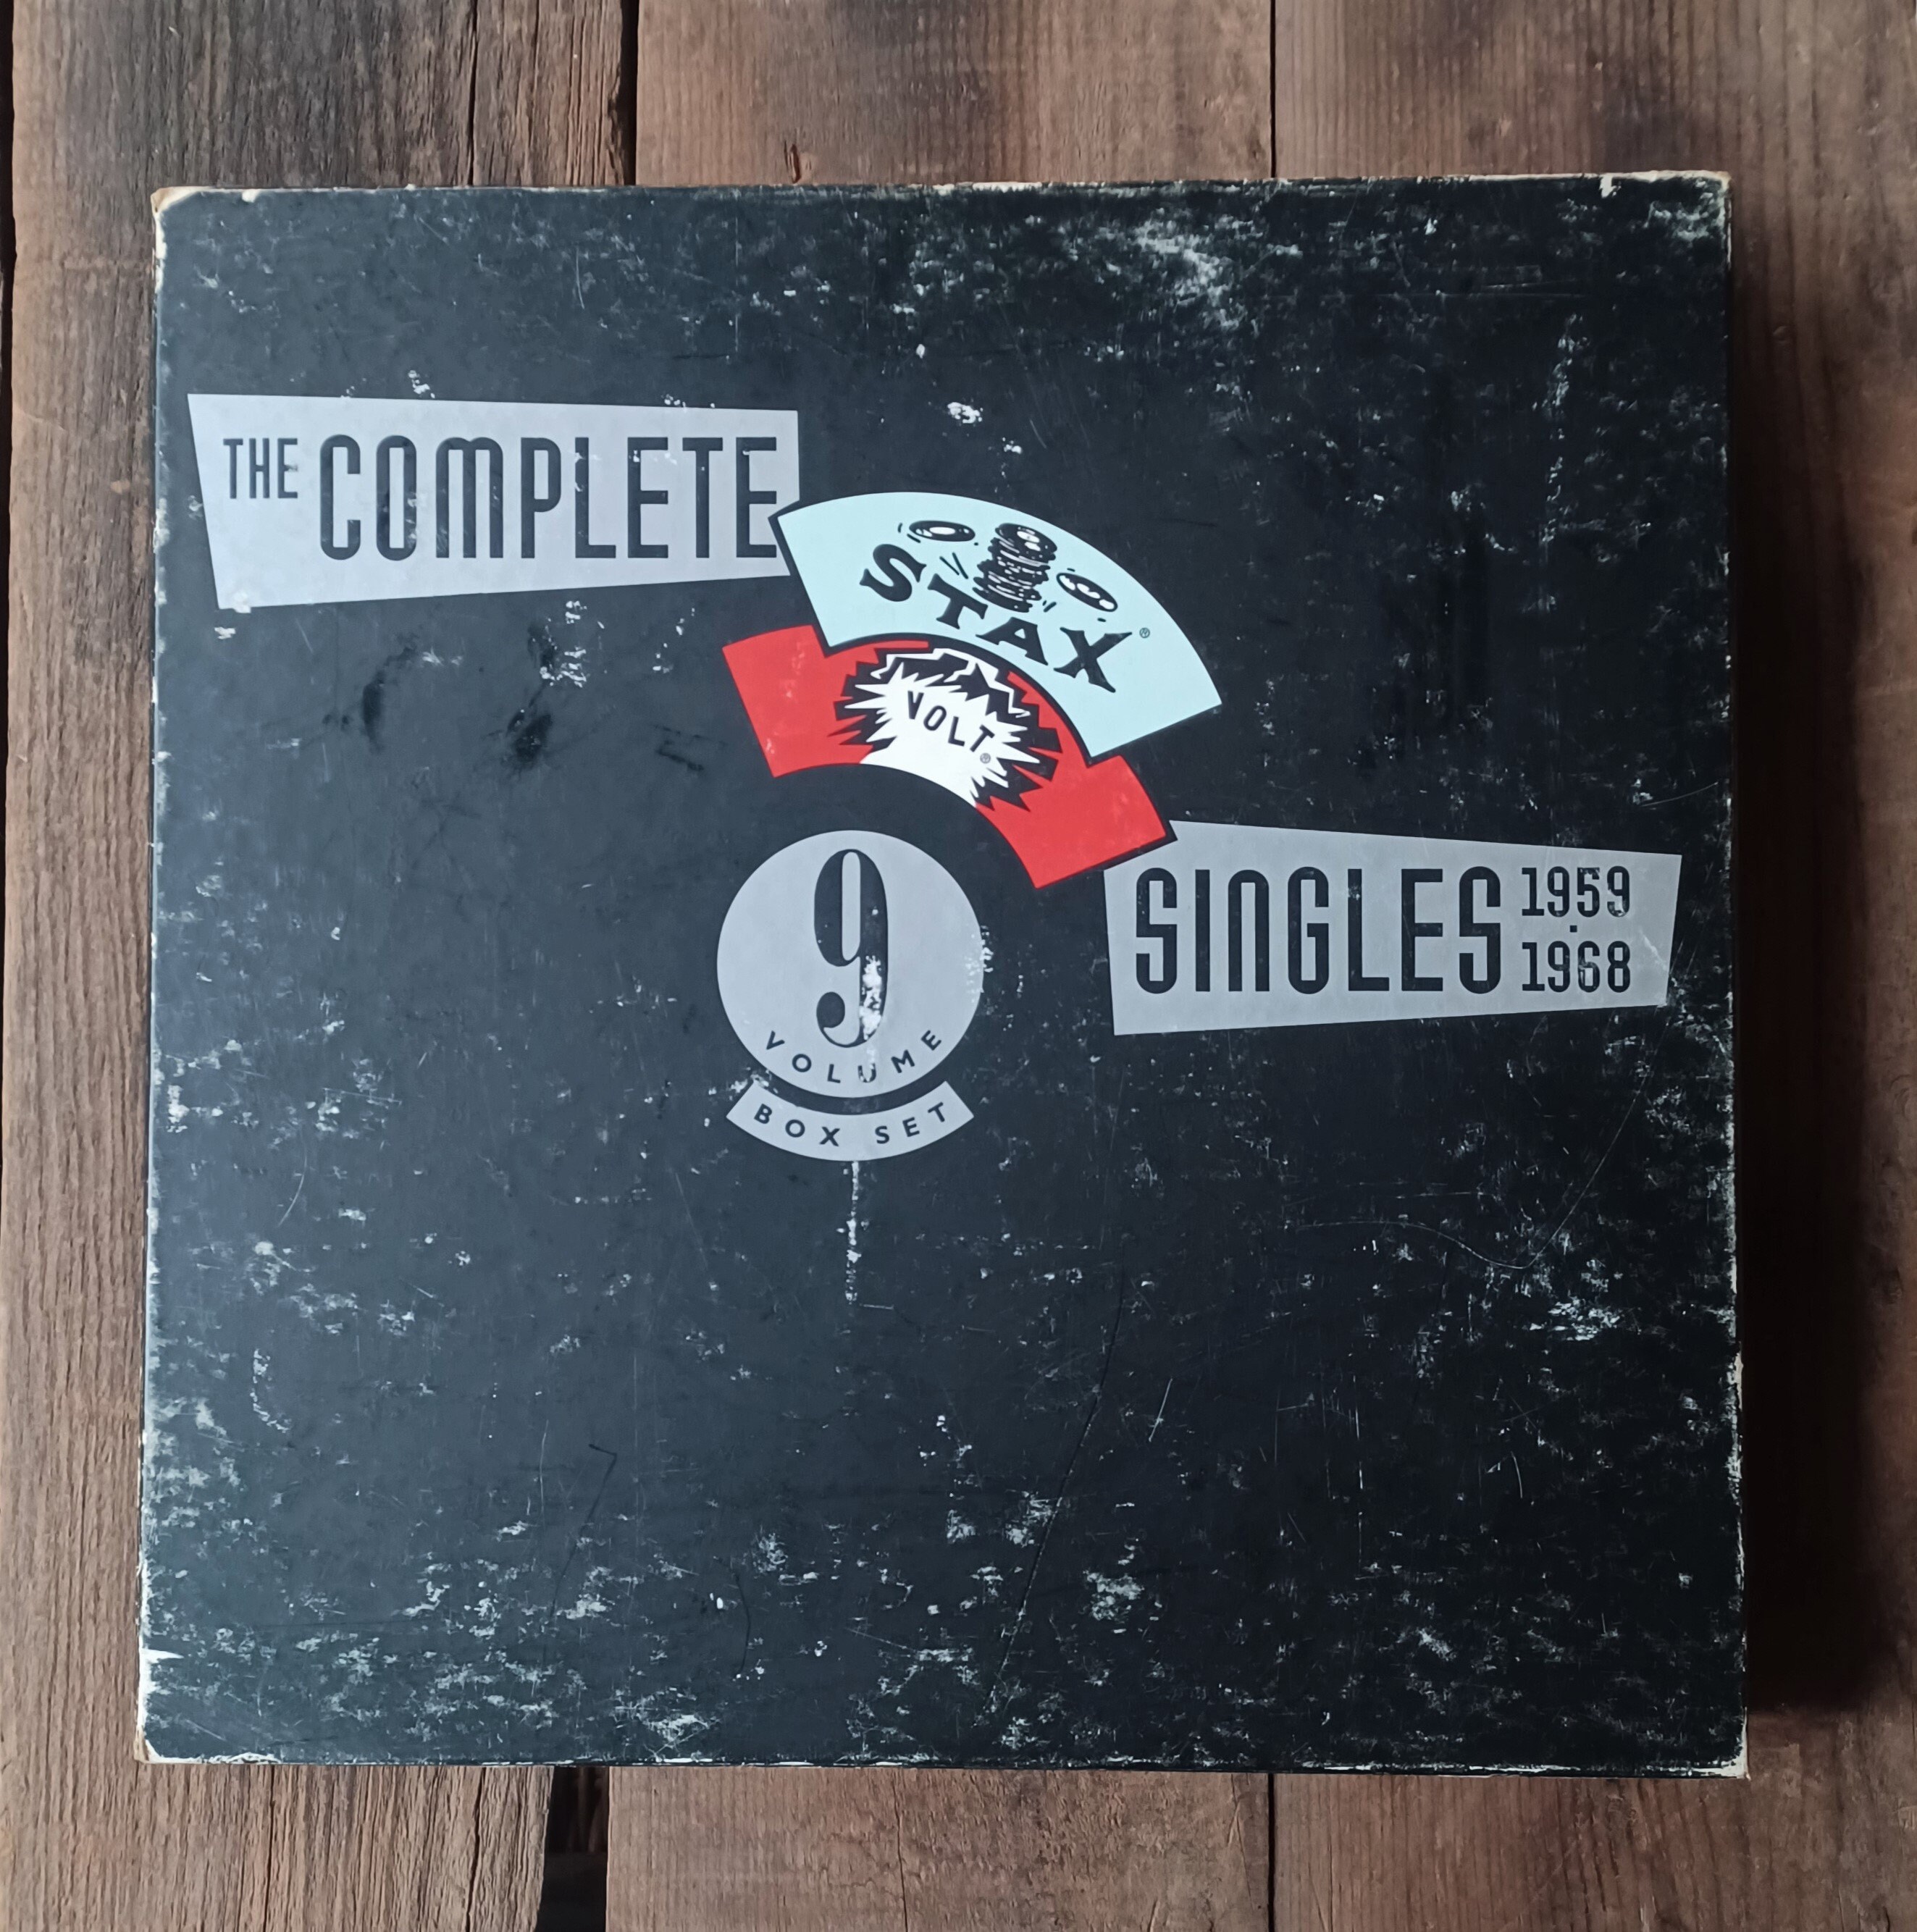 THE COMPLETE
STAX®
VOLT®
SINGLES 1959
·
1968
9
VOLUME
BOX SET